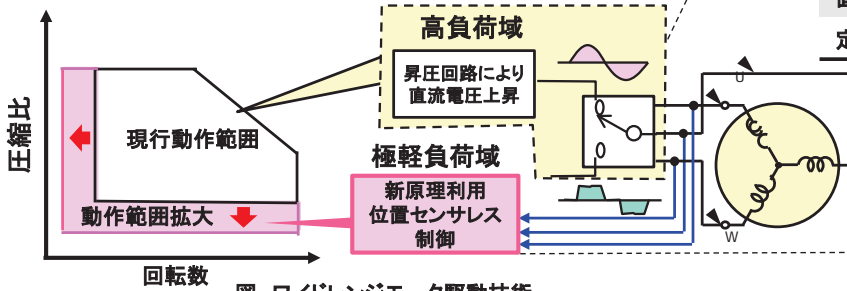 高負荷域
昇圧回路により
直流電圧上昇
圧縮比
現行動作範囲
動作範囲拡大
回転数
極軽負荷域
新原理利用
位置センサレス
制御
U
W
定